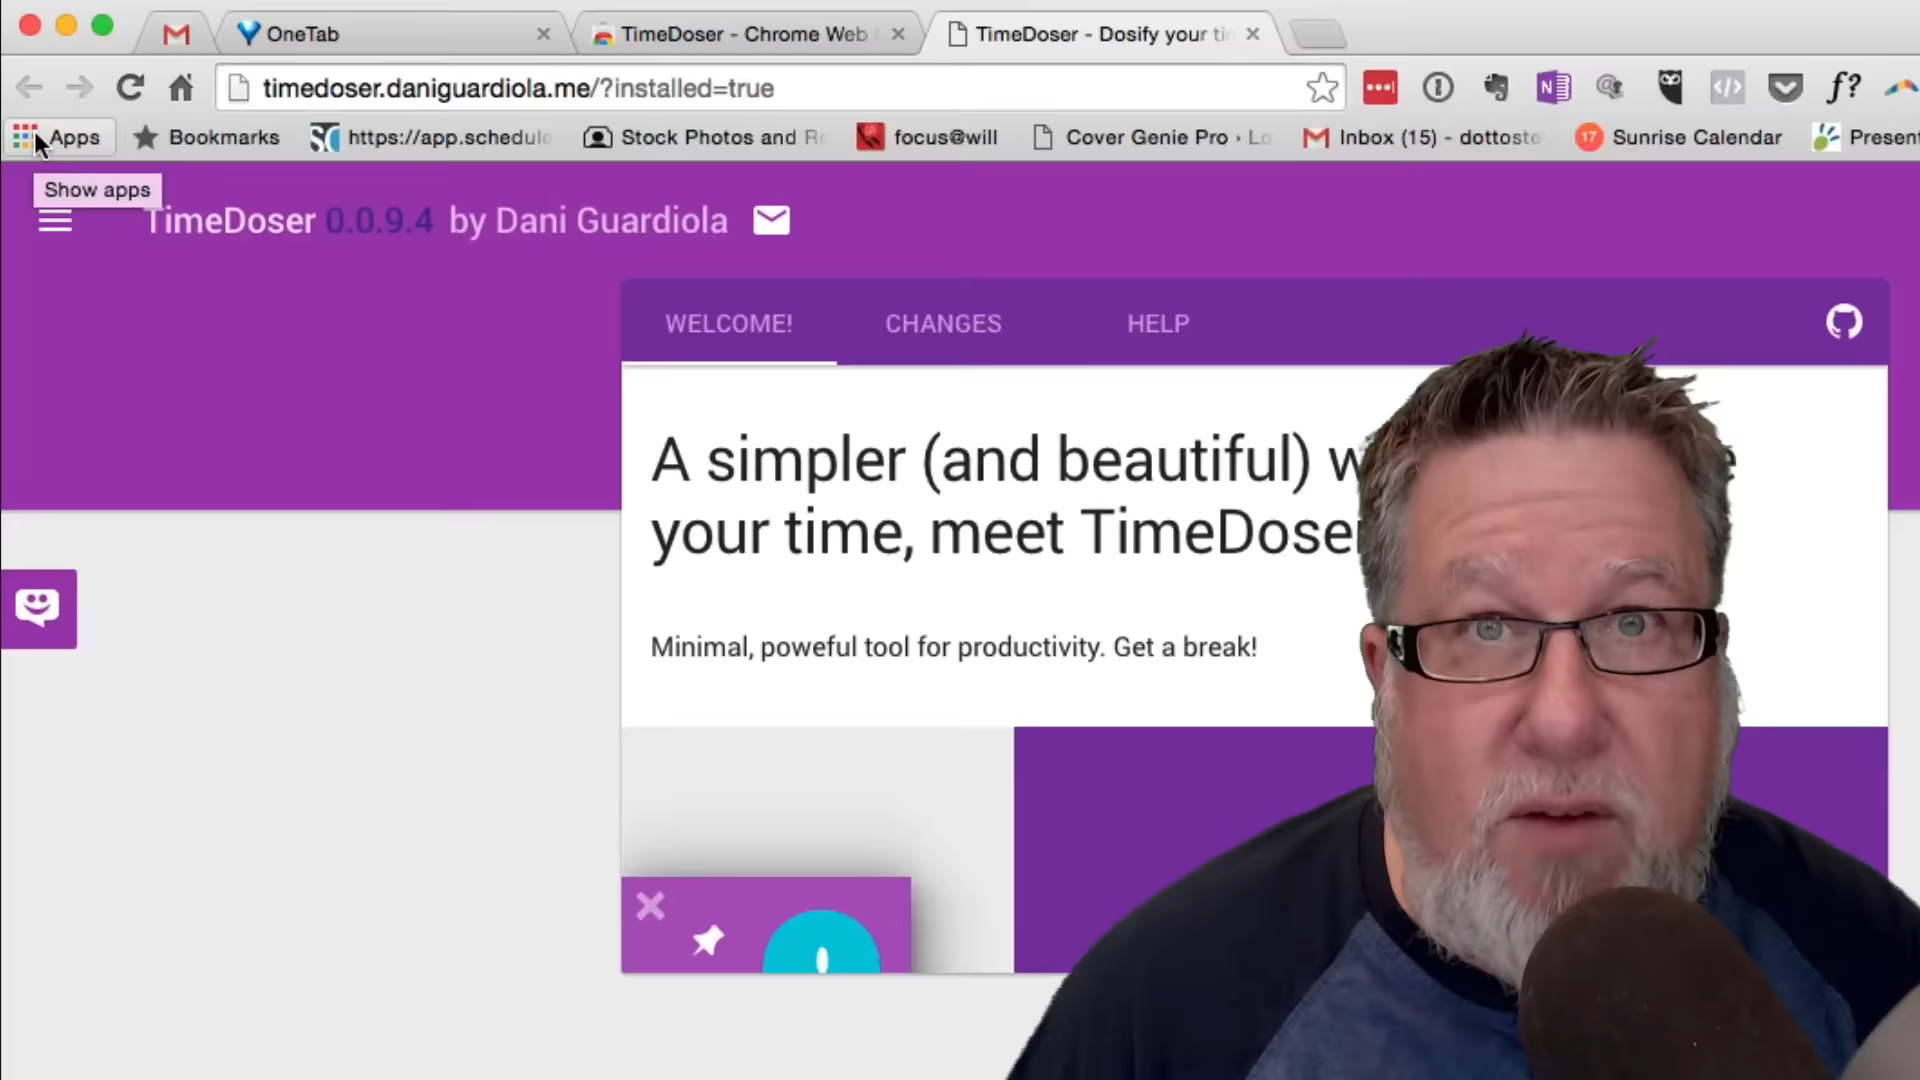 OneTab
TimeDoser - Chrome Web
TimeDoser - Dosify your tin
timedoser.daniguardiola.me/?installed=true
f?
Apps
Bookmarks
https://app.schedule
Stock Photos and R
focus@will
Cover Genie Pro › Lo
Inbox (15) - dottoste
17
Sunrise Calendar
Present
Show apps
TimeDoser 0.0.9.4 by Dani Guardiola
WELCOME!
CHANGES
HELP
A simpler (and beautiful) w e
your time, meet TimeDoser
Minimal, poweful tool for productivity. Get a break!